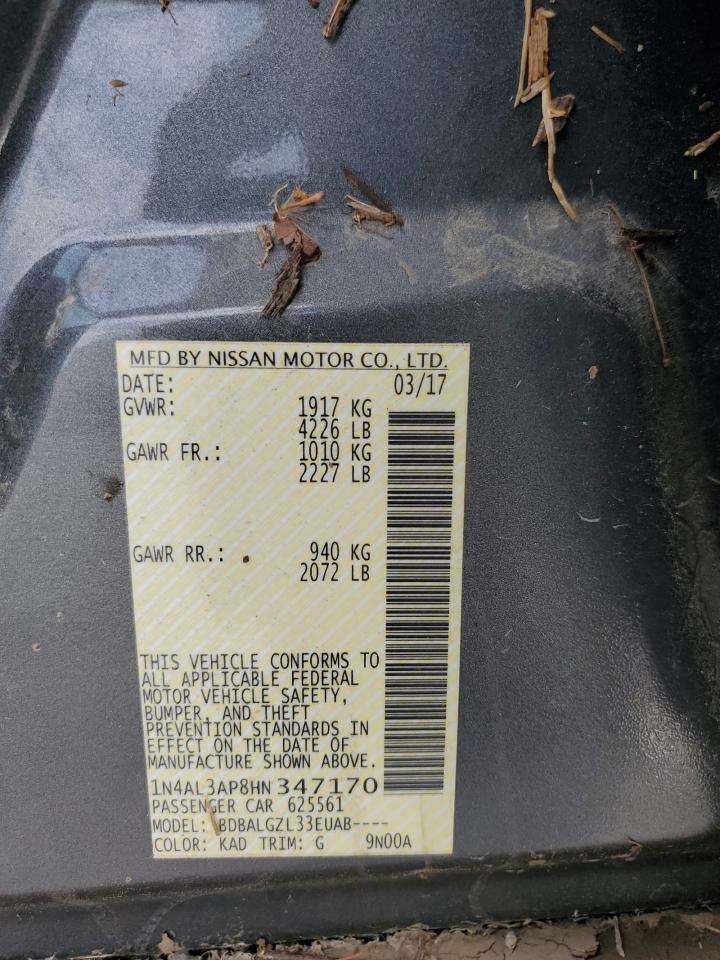 MFD BY NISSAN MOTOR CO., LTD.
DATE: 03/17
GVWR: 1917 KG
4226 LB
GAWR FR.: 1010 KG
2227 LB
GAWR RR.: 940 KG
2072 LB
THIS VEHICLE CONFORMS TO
ALL APPLICABLE FEDERAL
MOTOR VEHICLE SAFETY,
BUMPER, AND THEFT
PREVENTION STANDARDS IN
EFFECT ON THE DATE OF
MANUFACTURE SHOWN ABOVE.
1N4AL3AP8HN 347170
PASSENGER CAR 625561
MODEL: BDBALGZL33EUAB----
COLOR: KAD TRIM: G 9N00A